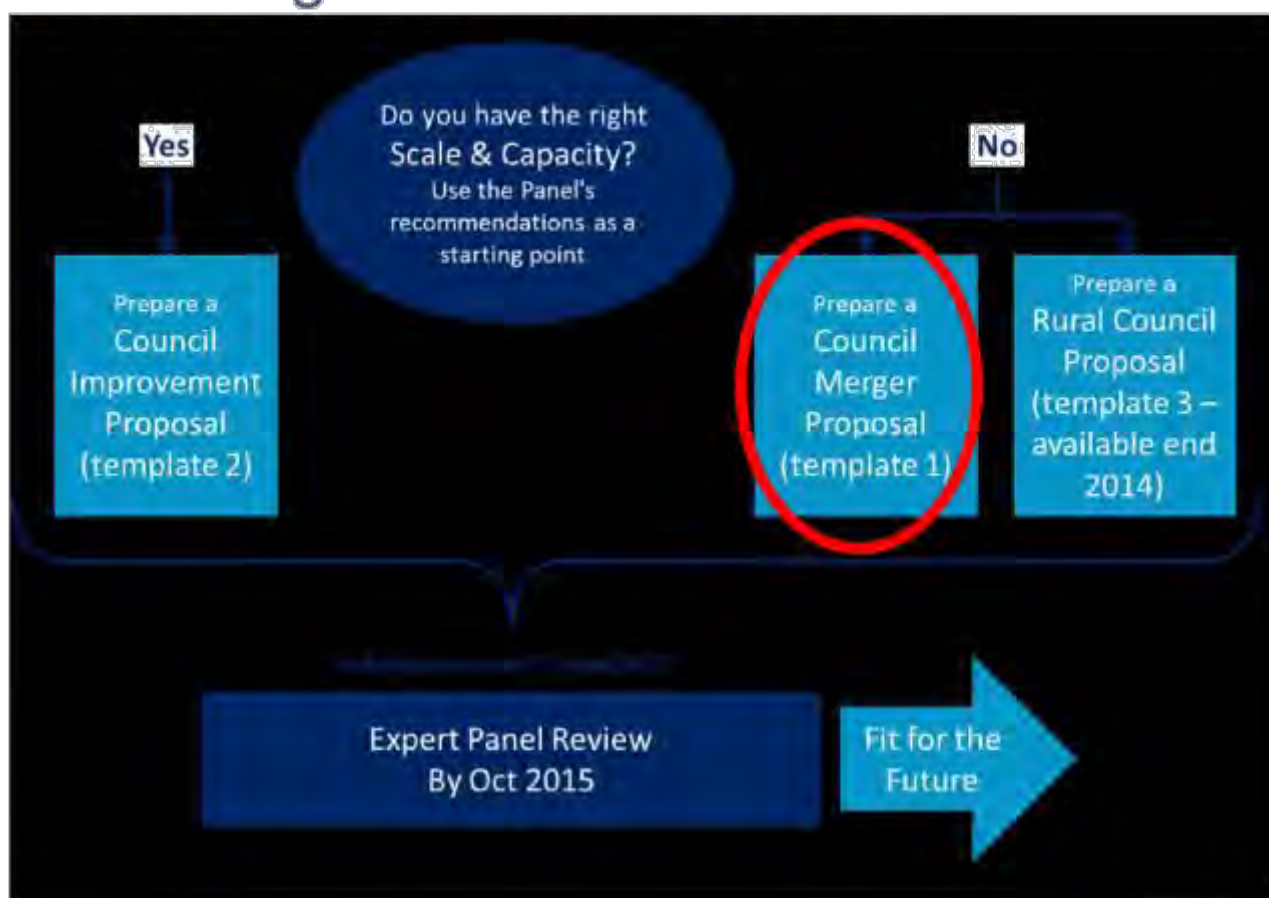 Do you have the right
Scale & Capacity?
Use the Panel's
recommendations as a
starting point
Yes
No
Prepare a
Council
Improvement
Proposal
(template 2)
Prepare a
Council
Merger
Proposal
(template 1)
Prepare a
Rural Council
Proposal
(template 3 –
available end
2014)
Expert Panel Review
By Oct 2015
Fit for the
Future